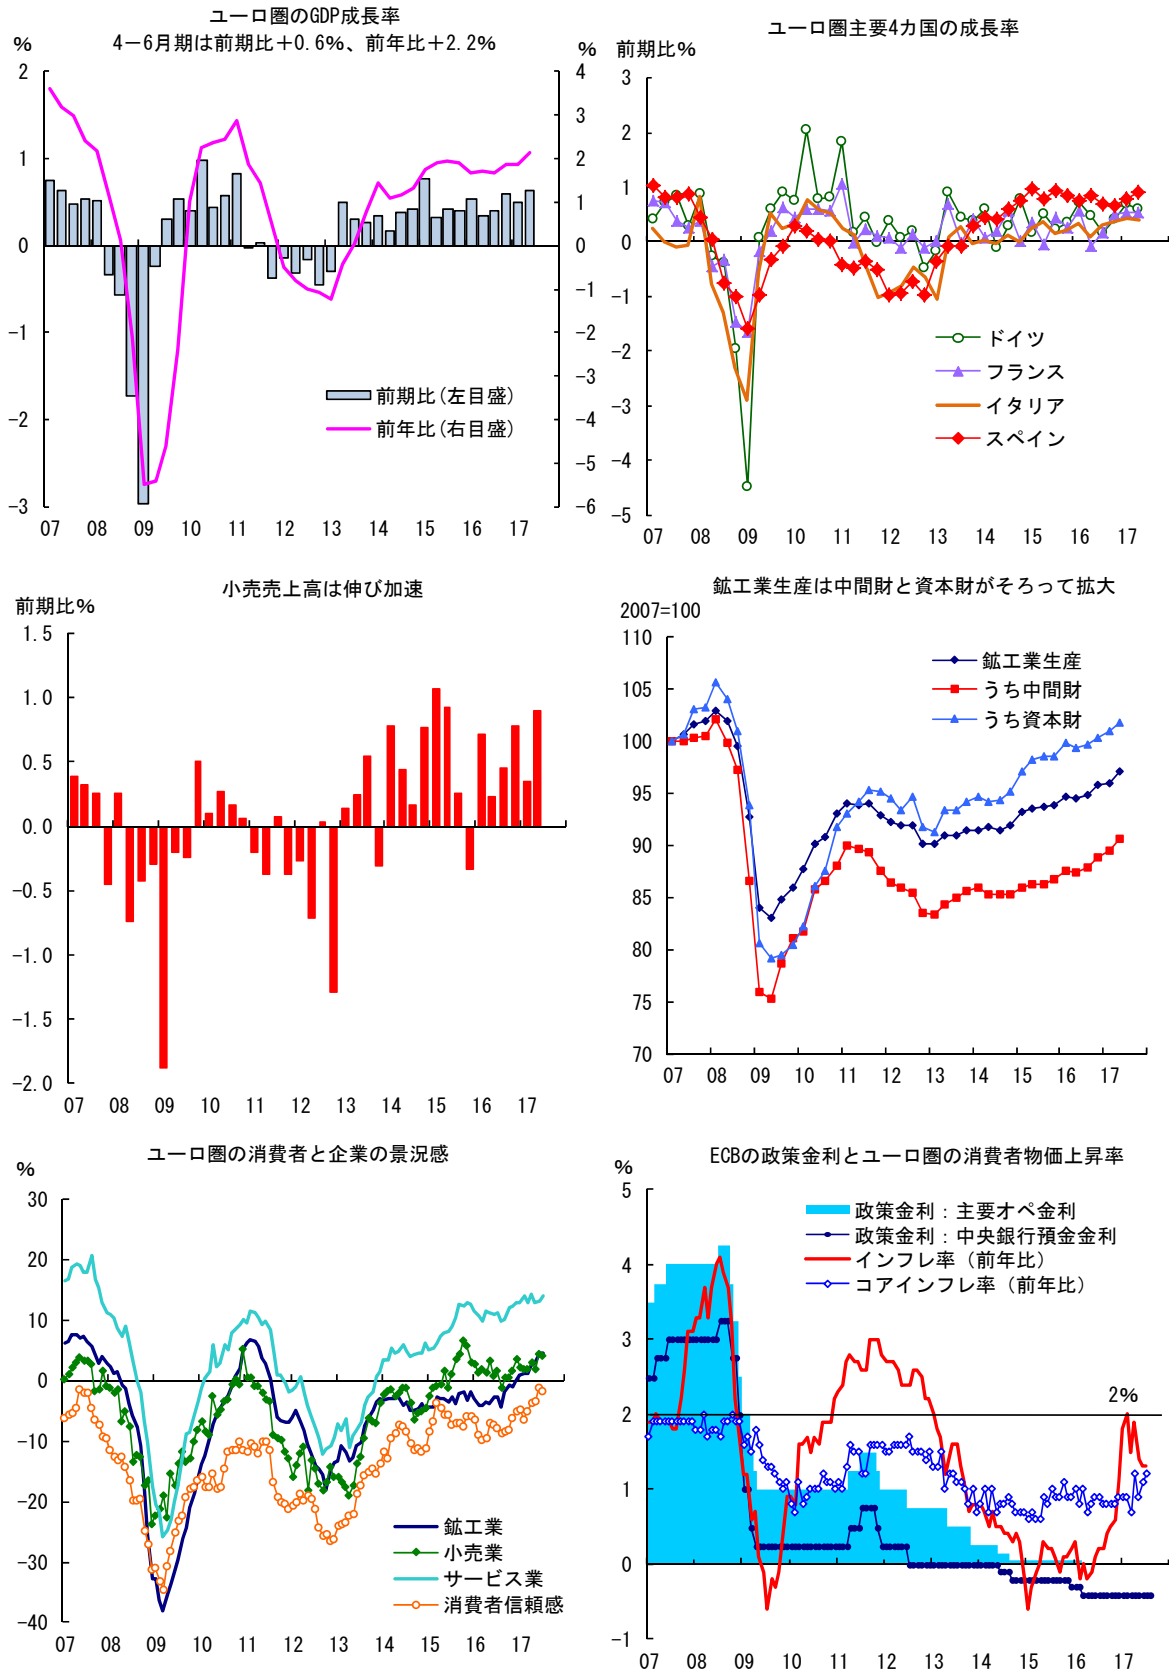 ユーロ圏のGDP成長率
4－6月期は前期比＋0.6%、前年比＋2.2%
%
%
2
1
0
-1
-2
-3
4
3
2
1
0
-1
-2
-3
-4
-5
-6
前期比(左目盛)
前年比(右目盛)
07 08 09 10 11 12 13 14 15 16 17
ユーロ圏主要4カ国の成長率
前期比%
3
2
1
0
-1
-2
-3
-4
-5
ドイツ
フランス
イタリア
スペイン
07 08 09 10 11 12 13 14 15 16 17
小売売上高は伸び加速
前期比%
1.5
1.0
0.5
0.0
-0.5
-1.0
-1.5
-2.0
07 08 09 10 11 12 13 14 15 16 17
鉱工業生産は中間財と資本財がそろって拡大
2007=100
110
105
100
95
90
85
80
75
70
鉱工業生産
うち中間財
うち資本財
07 08 09 10 11 12 13 14 15 16 17
ユーロ圏の消費者と企業の景況感
%
30
20
10
0
-10
-20
-30
-40
鉱工業
小売業
サービス業
消費者信頼感
07 08 09 10 11 12 13 14 15 16 17
ECBの政策金利とユーロ圏の消費者物価上昇率
%
5
4
3
2
1
0
-1
政策金利：主要オペ金利
政策金利：中央銀行預金金利
インフレ率（前年比）
コアインフレ率（前年比）
2%
07 08 09 10 11 12 13 14 15 16 17